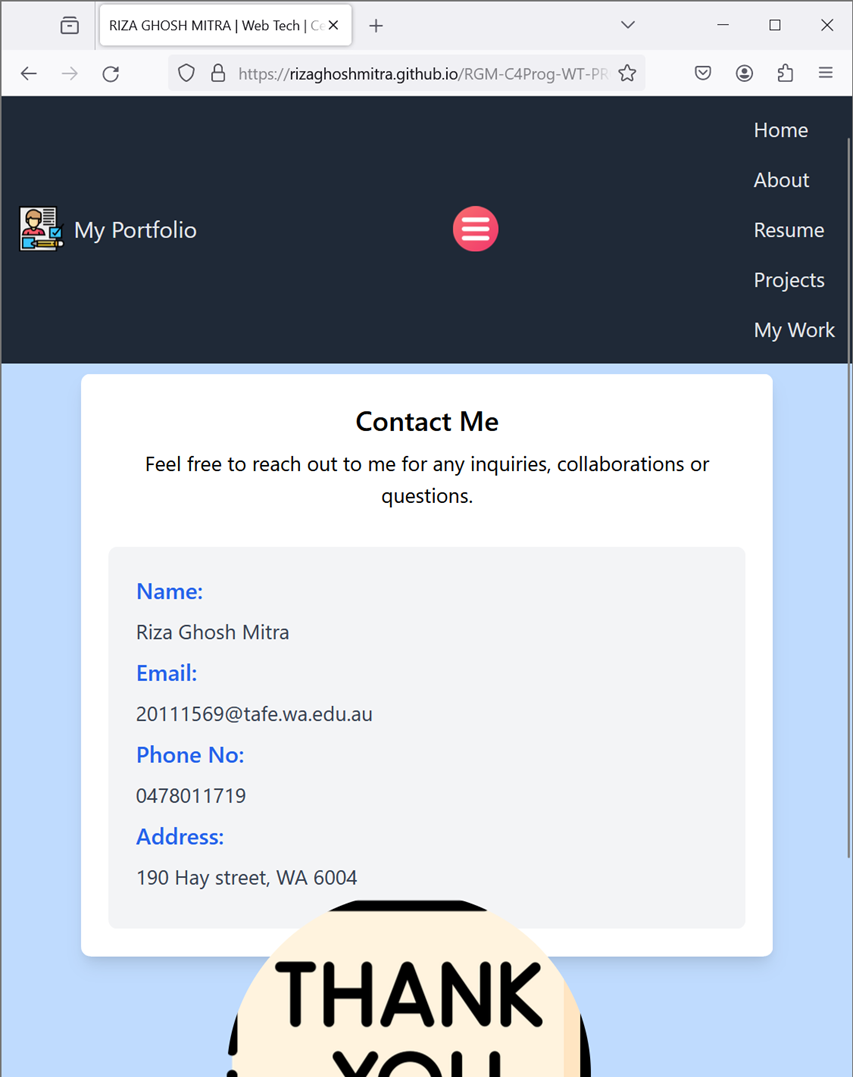 RIZA GHOSH MITRA | Web Tech | Ce
https://rizaghoshmitra.github.io/RGM-C4Prog-WT-PR
Home
About
My Portfolio
Resume
Projects
My Work
Contact Me
Feel free to reach out to me for any inquiries, collaborations or
questions.
Name:
Riza Ghosh Mitra
Email:
20111569@tafe.wa.edu.au
Phone No:
0478011719
Address:
190 Hay street, WA 6004
THANK
YOU